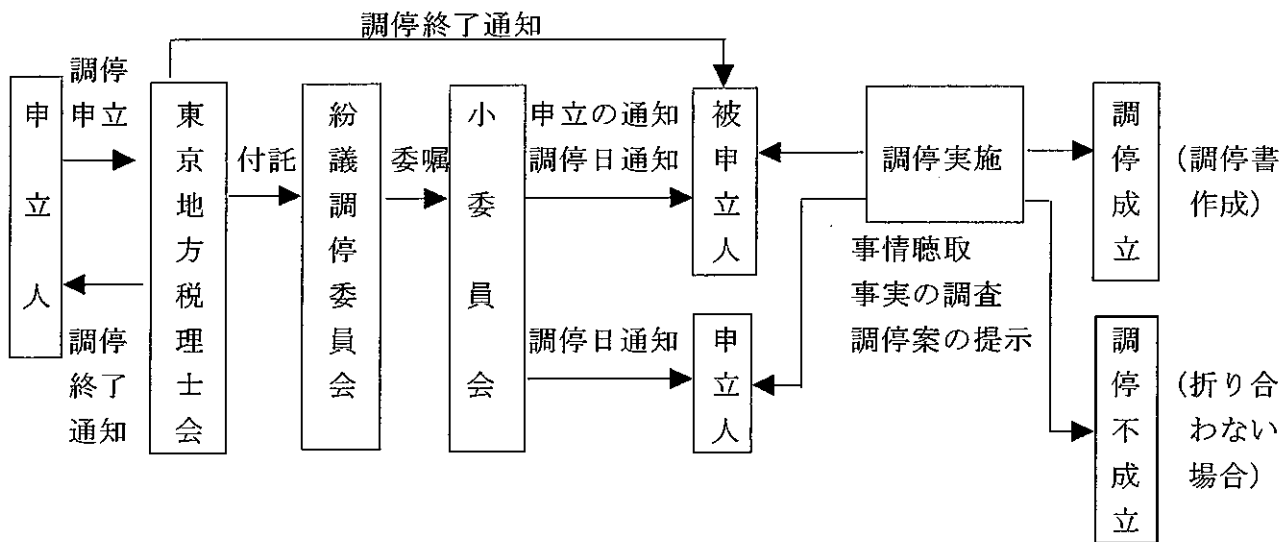 調停終了通知
調停
申立
申立人
東京地方税理士会
付託
紛議調停委員会
委嘱
小委員会
申立の通知
調停日通知
被申立人
調停実施
調停成立
(調停書
作成)
調停
終了
通知
調停日通知
申立人
事情聴取
事実の調査
調停案の提示
調停不成立
(折り合
わない
場合)